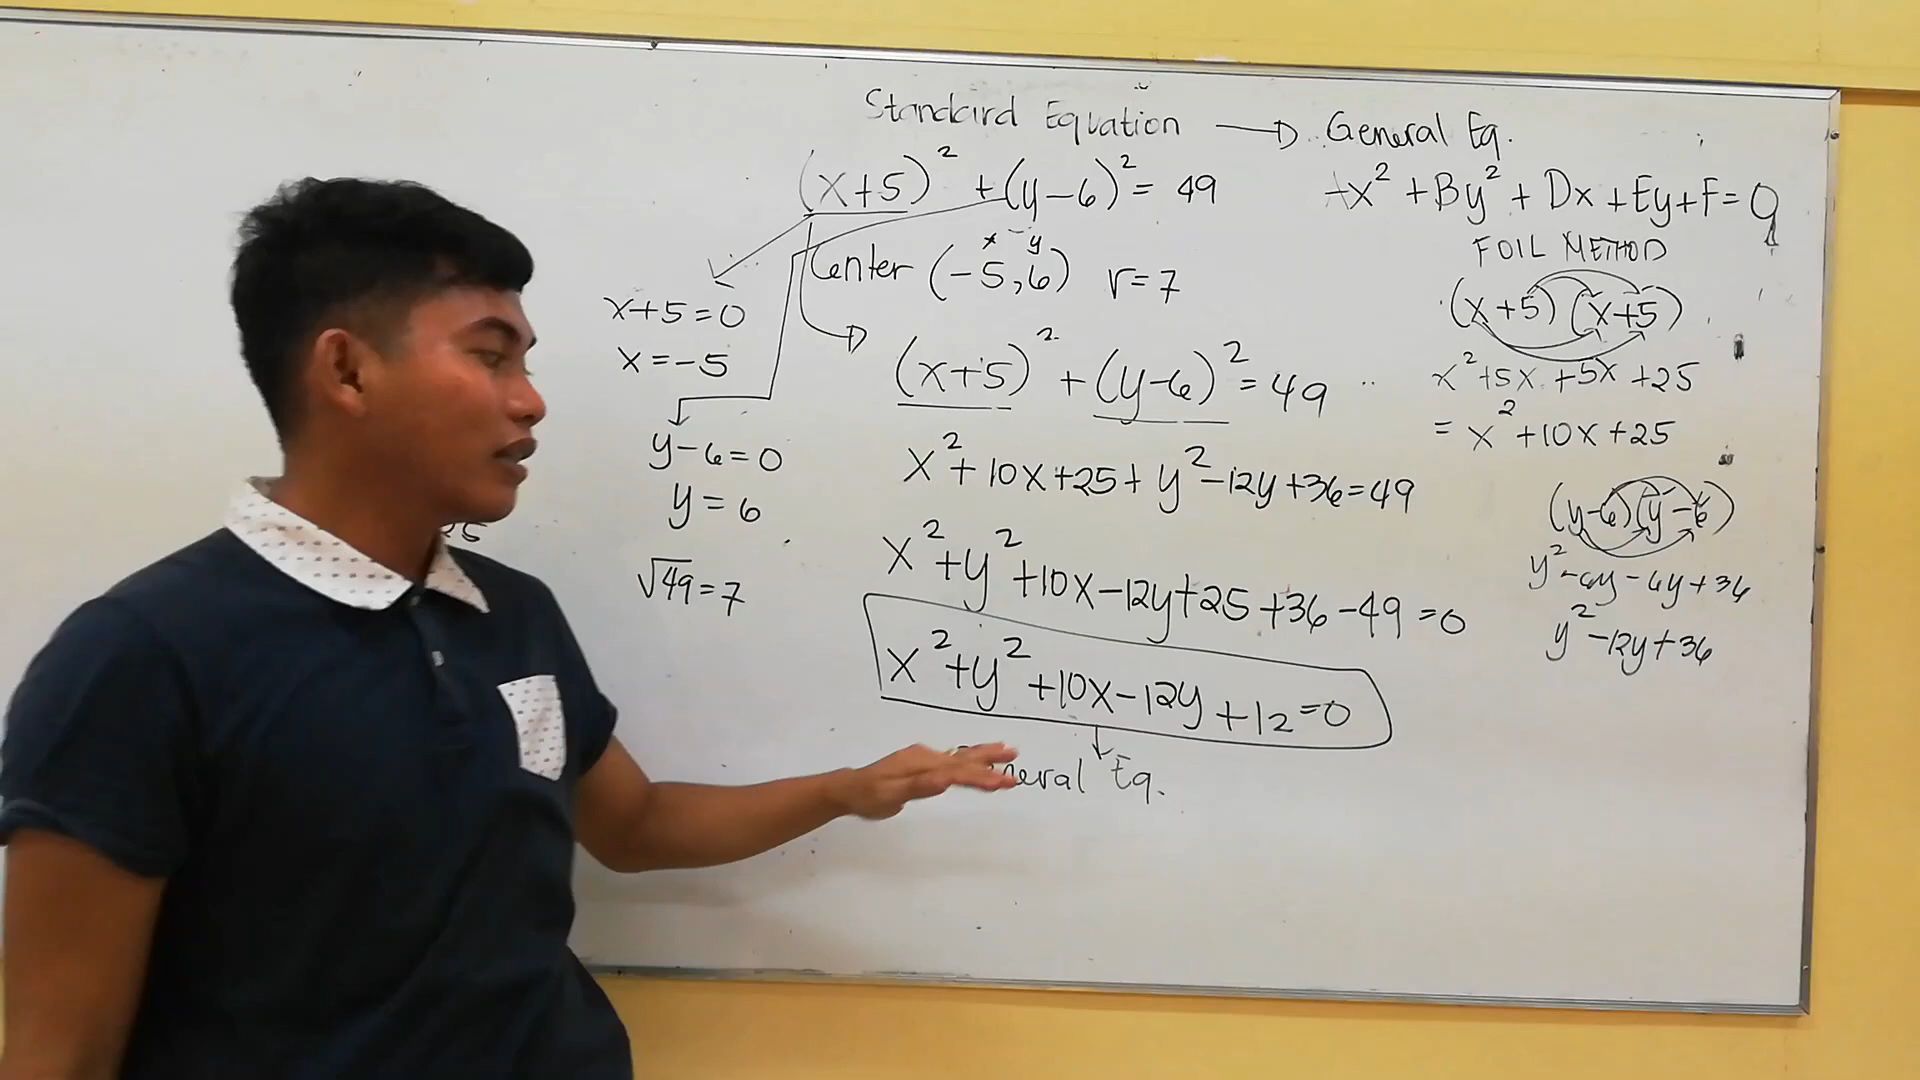 Standard Equation → General Eq.
(x+5)² + (y-6)² = 49
Ax² + By² + Dx + Ey + F = 0
x y
Center (-5,6) r=7
x+5=0
x=-5
y-6=0
y=6
√49=7
(x+5)² + (y-6)² = 49
x² + 10x + 25 + y² - 12y + 36 = 49
x² + y² + 10x - 12y + 25 + 36 - 49 = 0
x² + y² + 10x - 12y + 12 = 0
Eq.
FOIL METHOD
(x+5)(x+5)
x² + 5x + 5x + 25
= x² + 10x + 25
(y-6)(y-6)
y² - 6y - 6y + 36
y² - 12y + 36